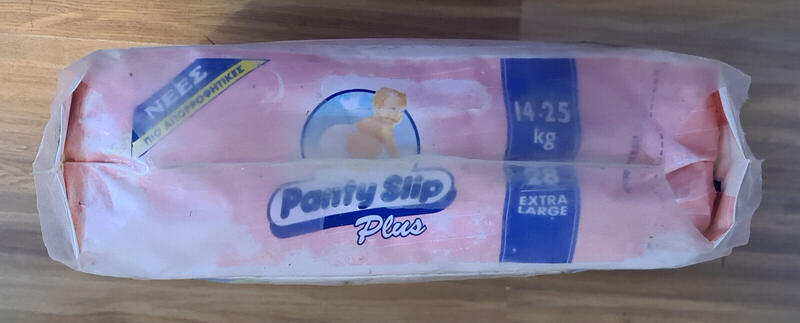 ΝΕΕΣ
ΠΙΟ ΑΠΟΡΡΟΦΗΤΙΚΕΣ
14-25
kg
Panty Slip
Plus
28
EXTRA
LARGE